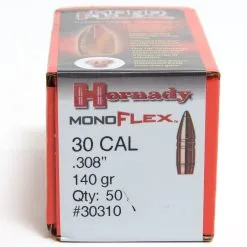 Hornady
MONOFLEX
30 CAL
.308"
140 gr
Qty: 50
#30310